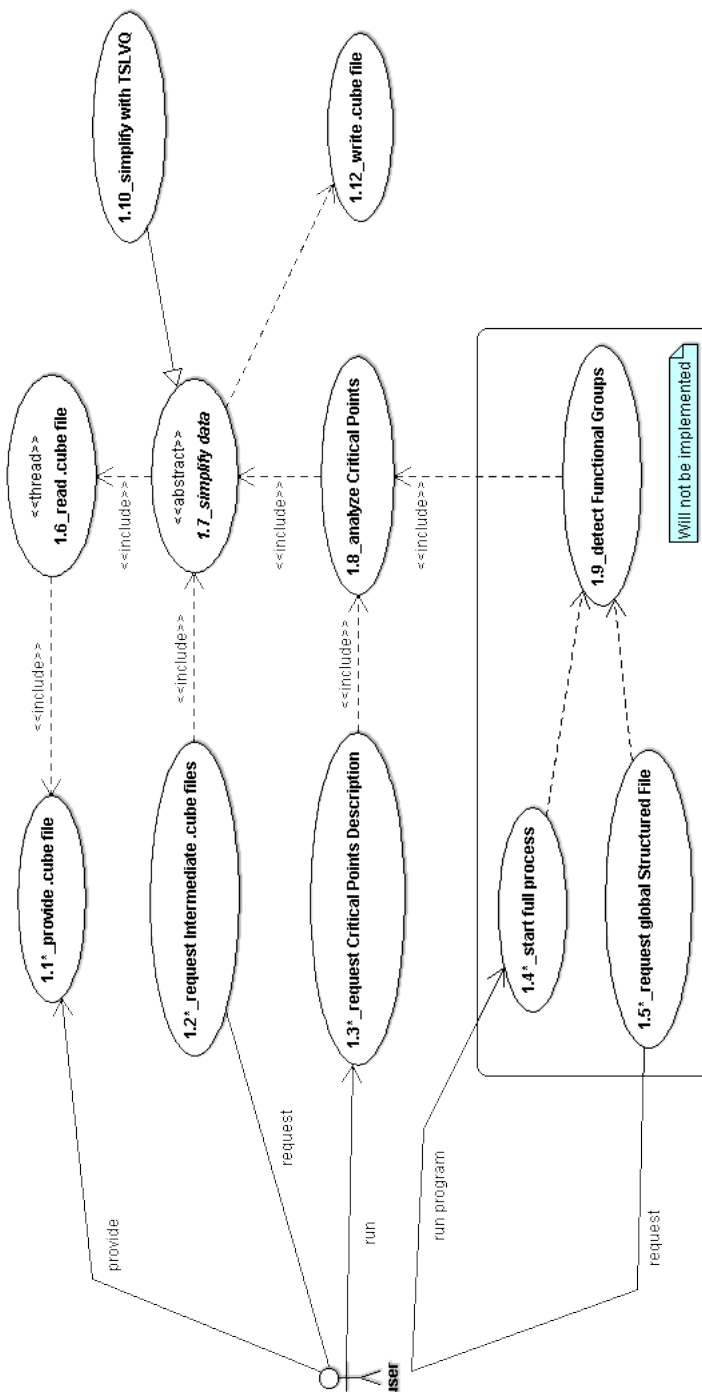 provide
1.1*_provide .cube file
<<include>>
<<thread>>
1.6_read .cube file
<<include>>
request
1.2*_request Intermediate .cube files
<<include>>
<<abstract>>
1.7_simplify data
1.10_simplify with TSLVQ
<<include>>
user
run
1.3*_request Critical Points Description
<<include>>
1.8_analyze Critical Points
1.12_write .cube file
<<include>>
run program
1.4*_start full process
1.9_detect Functional Groups
request
1.5*_request global Structured File
Will not be implemented